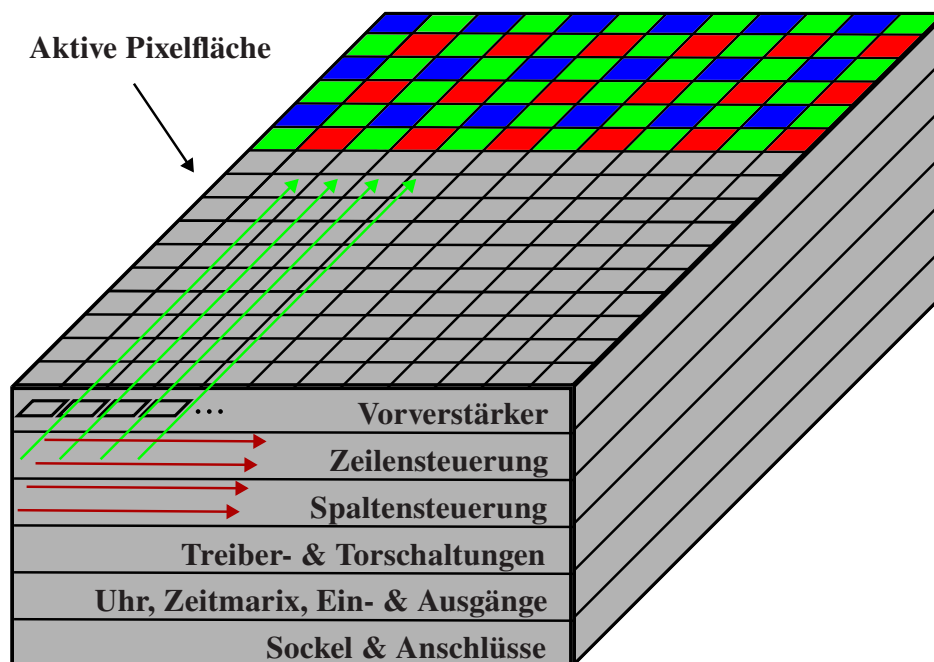 Aktive Pixelfläche
... Vorverstärker
Zeilensteuerung
Spaltensteuerung
Treiber- & Torschaltungen
Uhr, Zeitmarix, Ein- & Ausgänge
Sockel & Anschlüsse